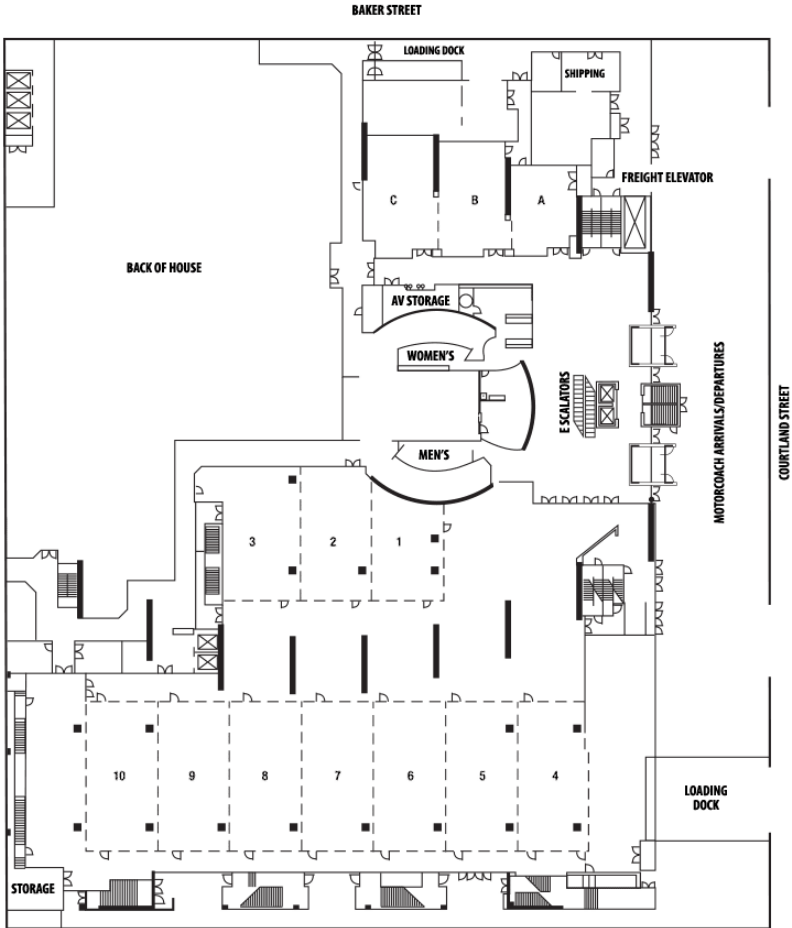 BAKER STREET
LOADING DOCK
SHIPPING
FREIGHT ELEVATOR
C
B
A
BACK OF HOUSE
AV STORAGE
WOMEN'S
E SCALATORS
MOTORCOACH ARRIVALS/DEPARTURES
COURTLAND STREET
MEN'S
3
2
1
10
9
8
7
6
5
4
LOADING
DOCK
STORAGE